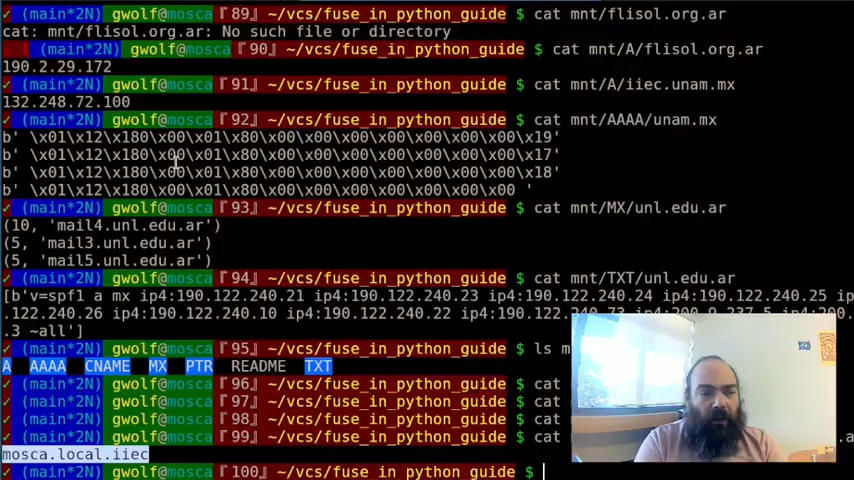 ✓ (main*2N) gwolf@mosca『89』~/vcs/fuse_in_python_guide $ cat mnt/flisol.org.ar
cat: mnt/flisol.org.ar: No such file or directory
(main*2N) gwolf@mosca『90』~/vcs/fuse_in_python_guide $ cat mnt/A/flisol.org.ar
190.2.29.172
✓ (main*2N) gwolf@mosca『91』~/vcs/fuse_in_python_guide $ cat mnt/A/iiec.unam.mx
132.248.72.100
✓ (main*2N) gwolf@mosca『92』~/vcs/fuse_in_python_guide $ cat mnt/AAAA/unam.mx
b' \x01\x12\x180\x00\x01\x80\x00\x00\x00\x00\x00\x00\x00\x19'
b' \x01\x12\x180\x00\x01\x80\x00\x00\x00\x00\x00\x00\x00\x17'
b' \x01\x12\x180\x00\x01\x80\x00\x00\x00\x00\x00\x00\x00\x18'
b' \x01\x12\x180\x00\x01\x80\x00\x00\x00\x00\x00\x00\x00 '
✓ (main*2N) gwolf@mosca『93』~/vcs/fuse_in_python_guide $ cat mnt/MX/unl.edu.ar
(10, 'mail4.unl.edu.ar')
(5, 'mail3.unl.edu.ar')
(5, 'mail5.unl.edu.ar')
✓ (main*2N) gwolf@mosca『94』~/vcs/fuse_in_python_guide $ cat mnt/TXT/unl.edu.ar
[b'v=spf1 a mx ip4:190.122.240.21 ip4:190.122.240.23 ip4:190.122.240.24 ip4:190.122.240.25 ip
.122.240.26 ip4:190.122.240.10 ip4:190.122.240.22
.3 ~all']
✓ (main*2N) gwolf@mosca『95』~/vcs/fuse_in_python_guide $ ls
A AAAA CNAME MX PTR README TXT
✓ (main*2N) gwolf@mosca『96』~/vcs/fuse_in_python_guide $ cat
✓ (main*2N) gwolf@mosca『97』~/vcs/fuse_in_python_guide $ cat
✓ (main*2N) gwolf@mosca『98』~/vcs/fuse_in_python_guide $ cat
✓ (main*2N) gwolf@mosca『99』~/vcs/fuse_in_python_guide $ cat
mosca.local.iiec
✓ (main*2N) gwolf@mosca『100』~/vcs/fuse_in_python_guide $